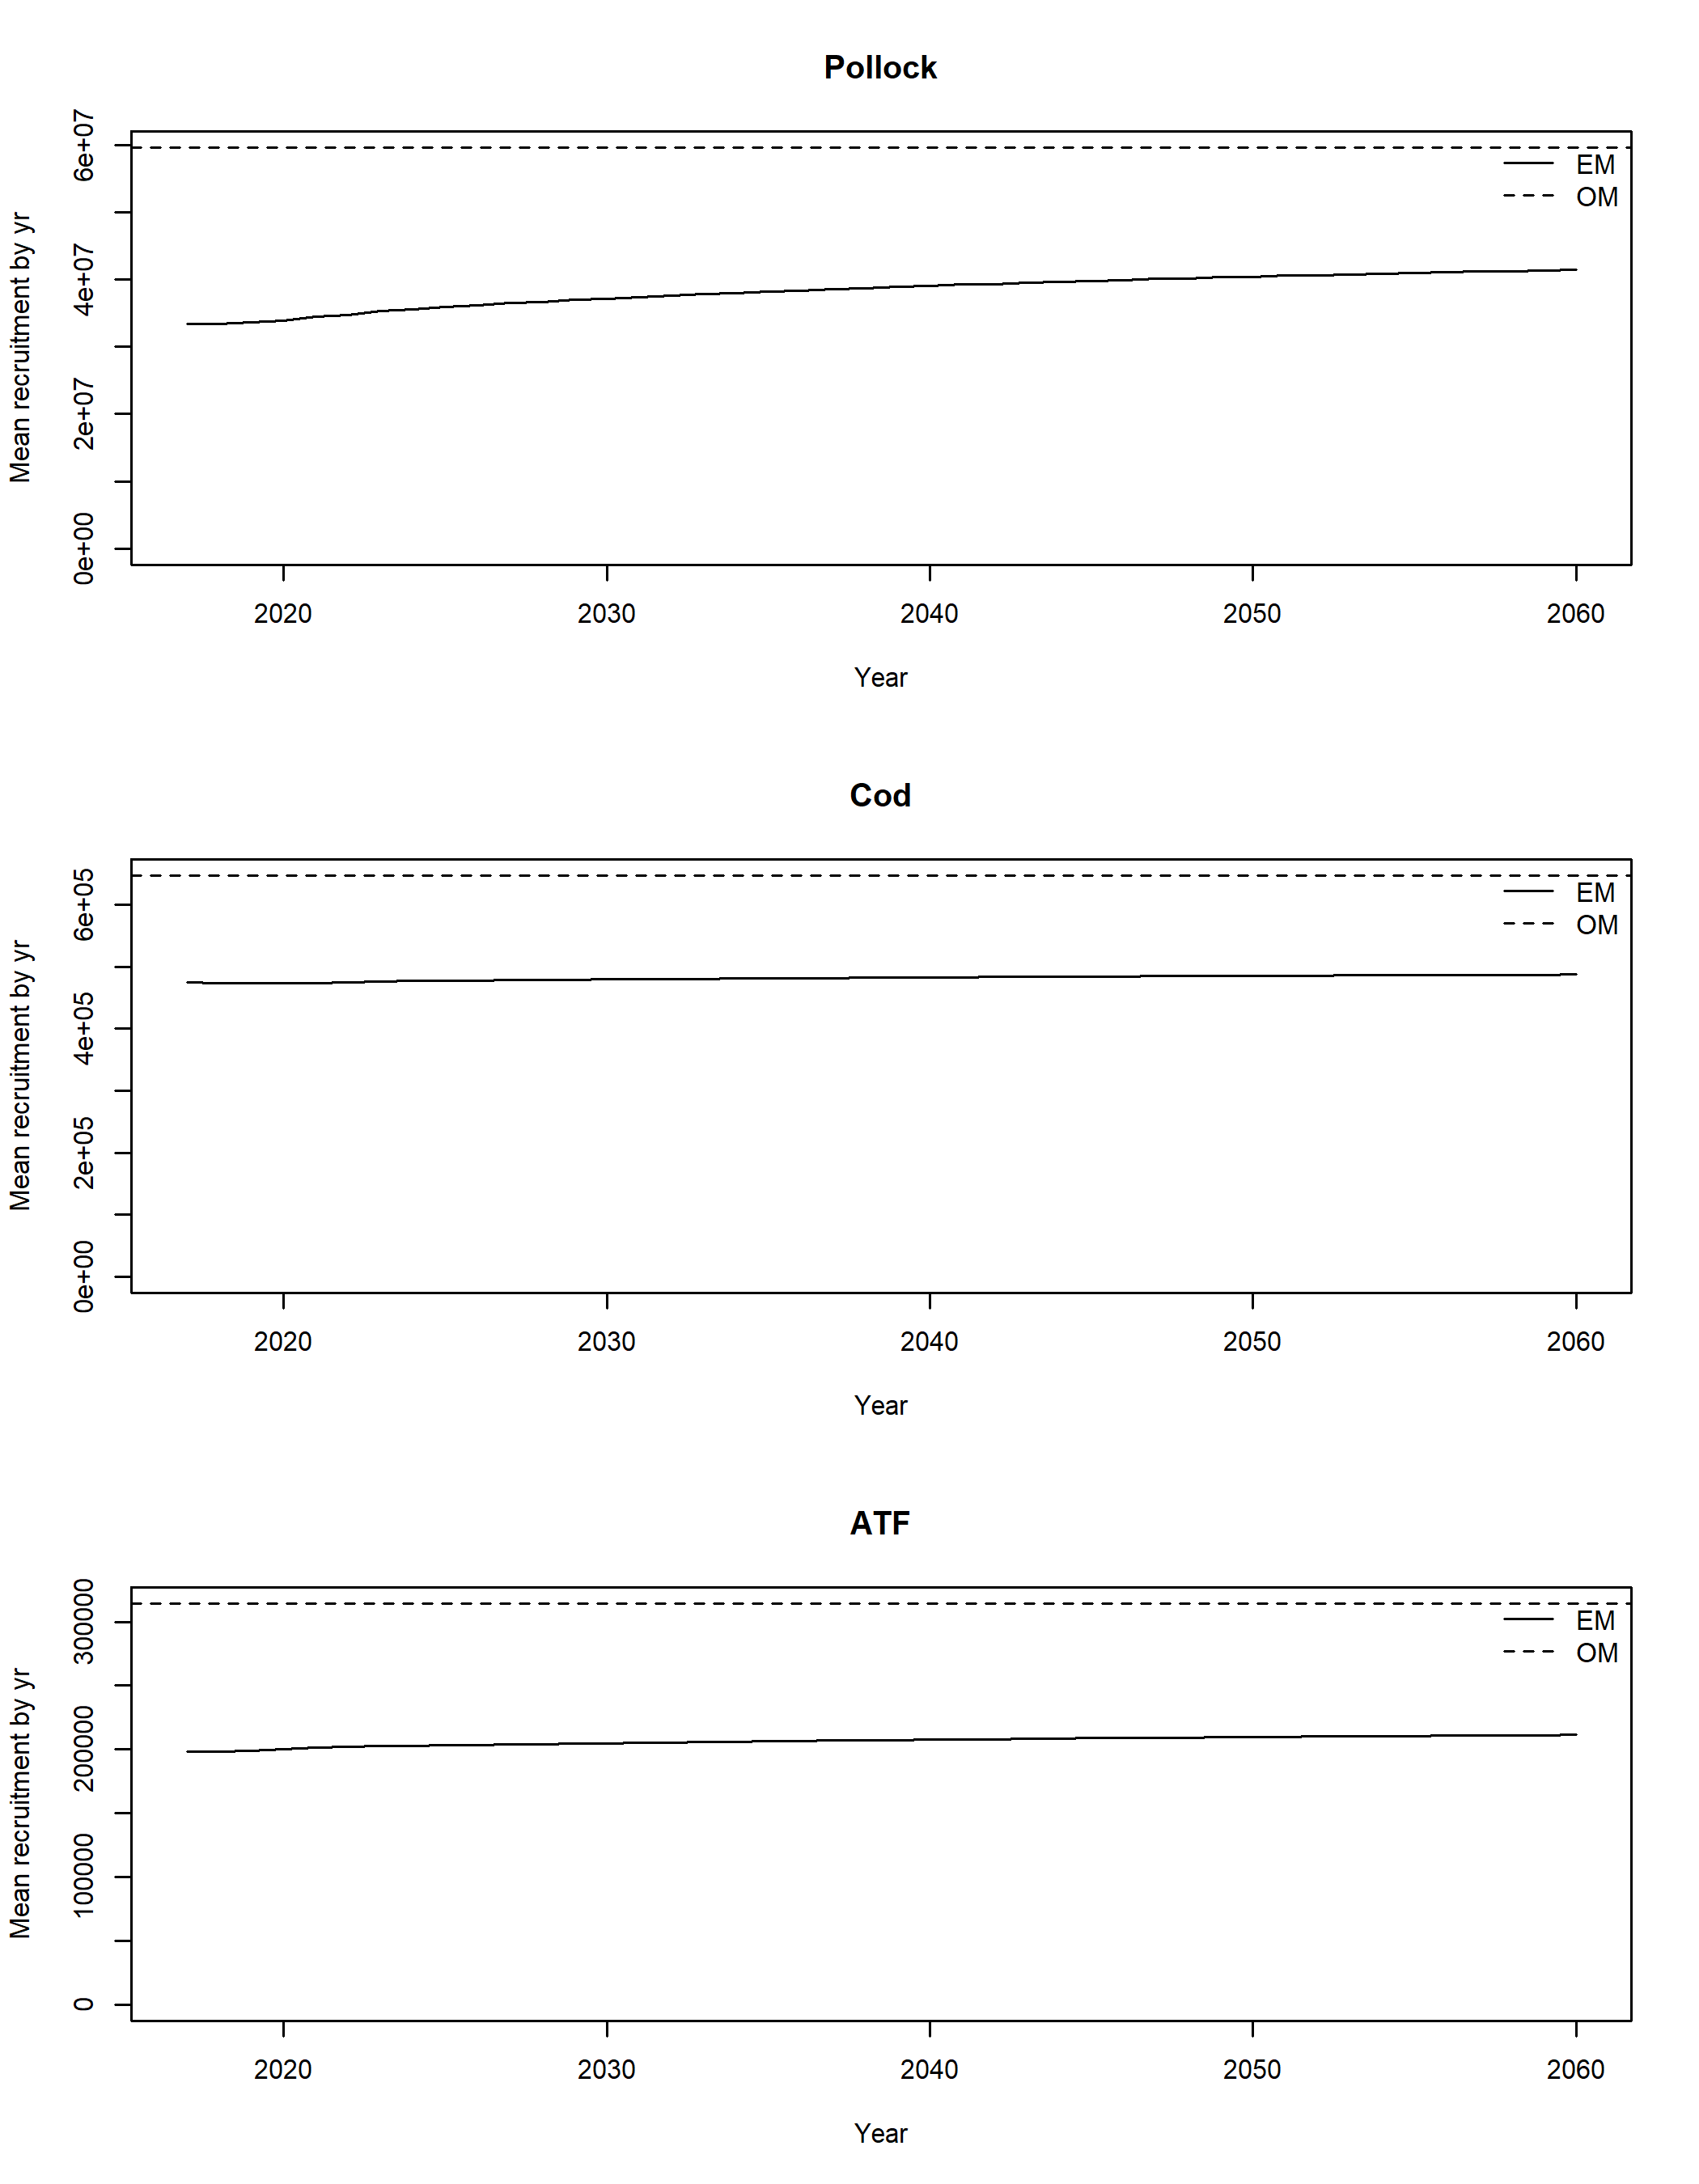 Pollock
Mean recruitment by yr
6e+07
4e+07
2e+07
0e+00
EM
OM
2020 2030 2040 2050 2060
Year
Cod
Mean recruitment by yr
6e+05
4e+05
2e+05
0e+00
EM
OM
2020 2030 2040 2050 2060
Year
ATF
Mean recruitment by yr
300000
200000
100000
0
EM
OM
2020 2030 2040 2050 2060
Year